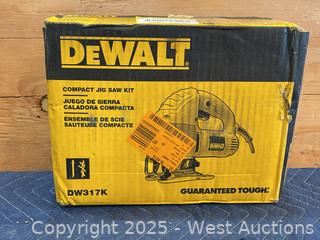 DEWALT
COMPACT JIG SAW KIT
JUEGO DE SIERRA
CALADORA COMPACTA
ENSEMBLE DE SCIE
SAUTEUSE COMPACTE
DEWALT
DW317K
GUARANTEED TOUGH.
Copyright 2025 - West Auctions